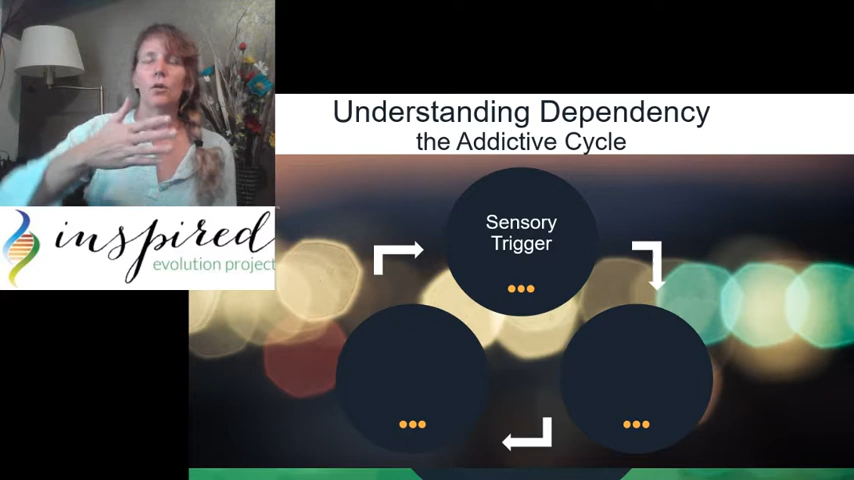 Understanding Dependency
the Addictive Cycle
Sensory
Trigger
inspired
evolution project